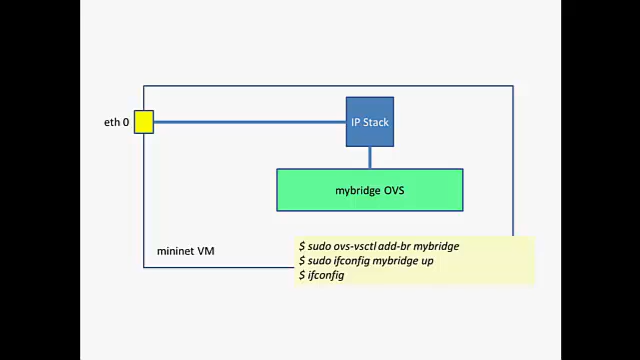 eth 0
IP Stack
mybridge OVS
mininet VM
$ sudo ovs-vsctl add-br mybridge
$ sudo ifconfig mybridge up
$ ifconfig